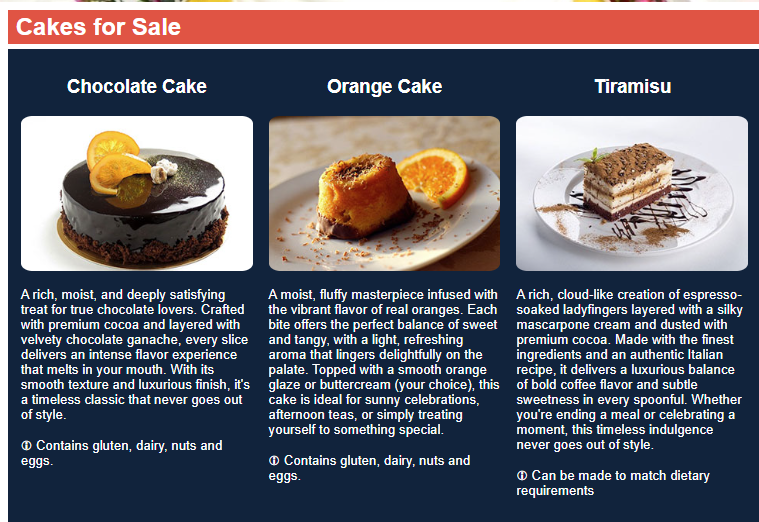 Cakes for Sale
Chocolate Cake
A rich, moist, and deeply satisfying
treat for true chocolate lovers. Crafted
with premium cocoa and layered with
velvety chocolate ganache, every slice
delivers an intense flavor experience
that melts in your mouth. With its
smooth texture and luxurious finish, it's
a timeless classic that never goes out
of style.
🛈 Contains gluten, dairy, nuts and
eggs.
Orange Cake
A moist, fluffy masterpiece infused with
the vibrant flavor of real oranges. Each
bite offers the perfect balance of sweet
and tangy, with a light, refreshing
aroma that lingers delightfully on the
palate. Topped with a smooth orange
glaze or buttercream (your choice), this
cake is ideal for sunny celebrations,
afternoon teas, or simply treating
yourself to something special.
🛈 Contains gluten, dairy, nuts and
eggs.
Tiramisu
A rich, cloud-like creation of espresso-
soaked ladyfingers layered with a silky
mascarpone cream and dusted with
premium cocoa. Made with the finest
ingredients and an authentic Italian
recipe, it delivers a luxurious balance
of bold coffee flavor and subtle
sweetness in every spoonful. Whether
you're ending a meal or celebrating a
moment, this timeless indulgence
never goes out of style.
🛈 Can be made to match dietary
requirements